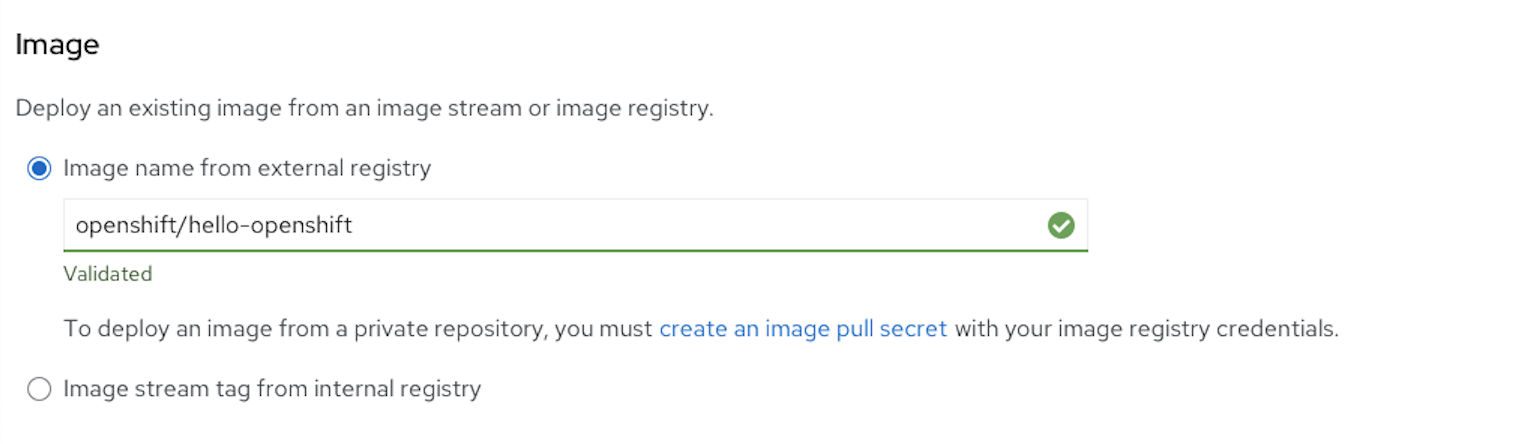 Image
Deploy an existing image from an image stream or image registry.
Image name from external registry
openshift/hello-openshift
Validated
To deploy an image from a private repository, you must create an image pull secret with your image registry credentials.
Image stream tag from internal registry